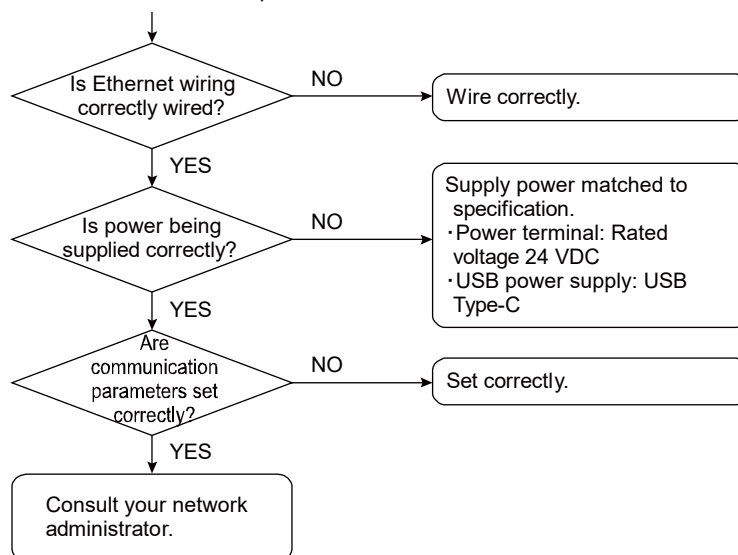 Is Ethernet wiring
correctly wired?
NO
Wire correctly.
YES
Is power being
supplied correctly?
NO
Supply power matched to
specification.
・Power terminal: Rated
voltage 24 VDC
・USB power supply: USB
Type-C
YES
Are
communication
parameters set
correctly?
NO
Set correctly.
YES
Consult your network
administrator.